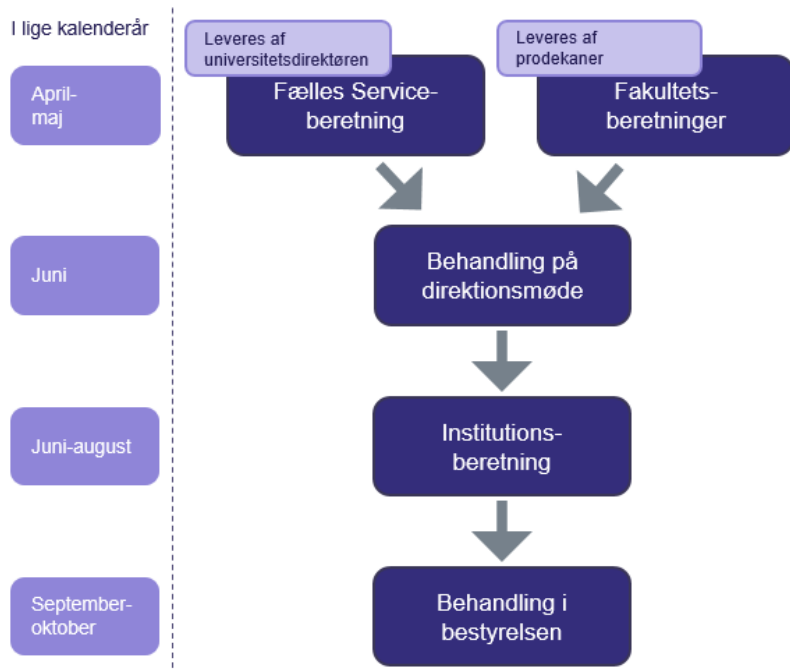 I lige kalenderår
Leveres af
universitetsdirektøren
Leveres af
prodekaner
April-
maj
Fælles Service-
beretning
Fakultets-
beretninger
Juni
Behandling på
direktionsmøde
Juni-august
Institutions-
beretning
September-
oktober
Behandling i
bestyrelsen